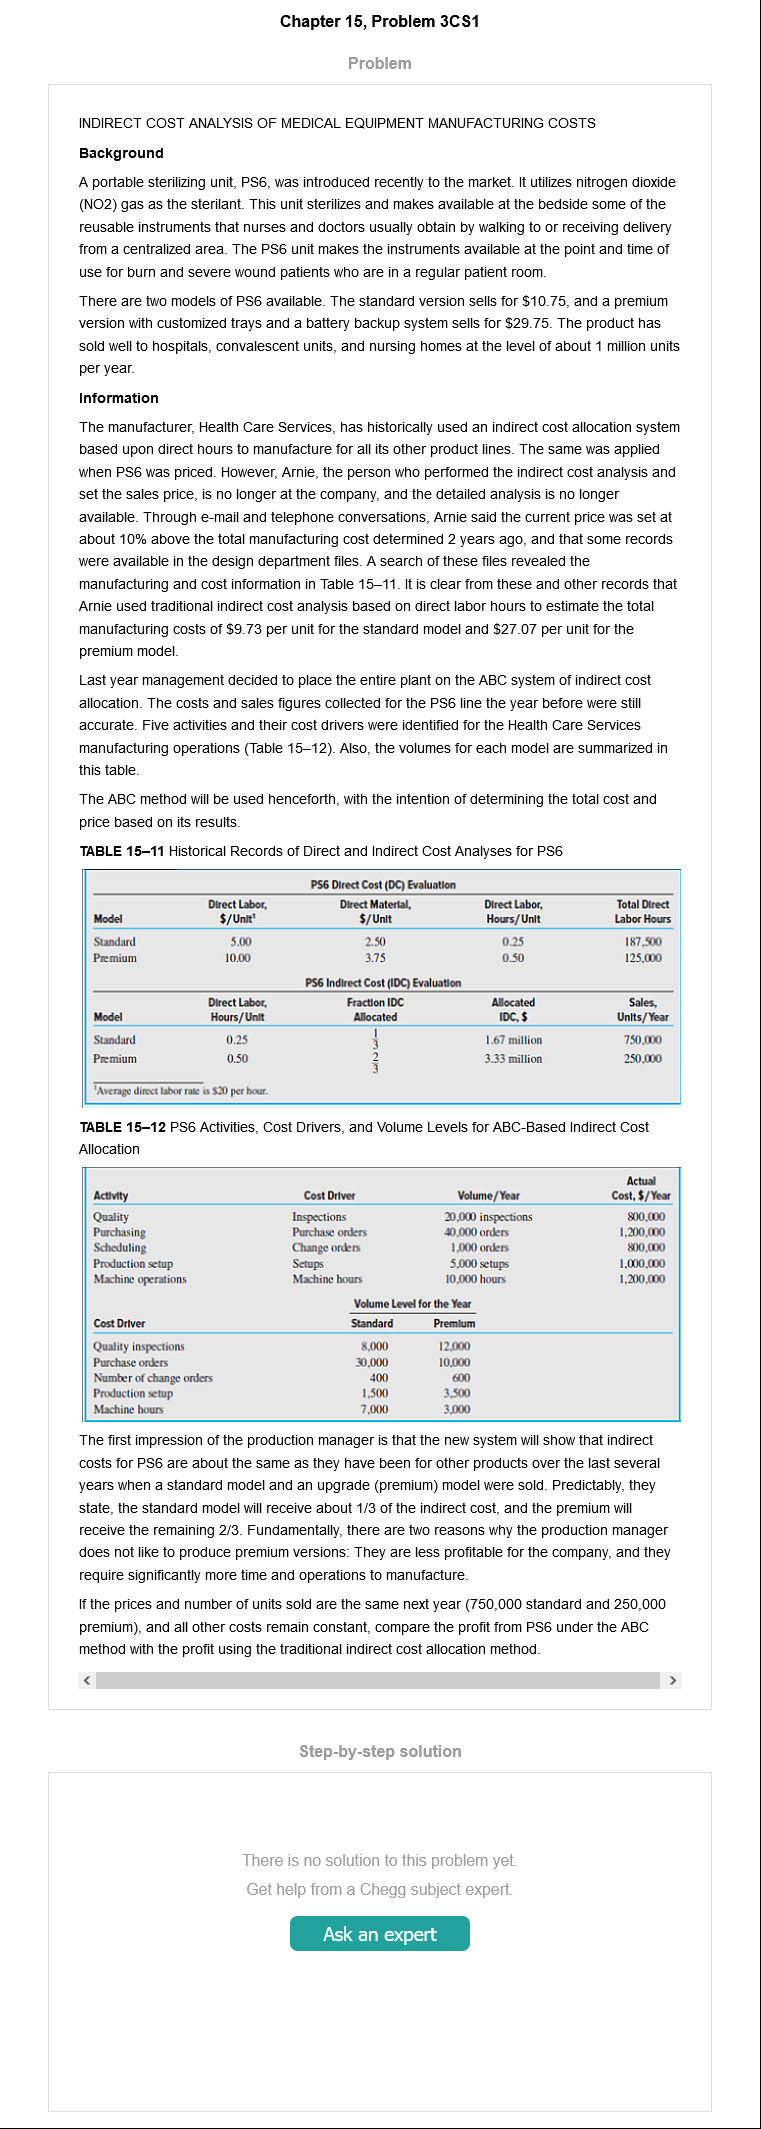 Chapter 15, Problem 3CS1
Problem
INDIRECT COST ANALYSIS OF MEDICAL EQUIPMENT MANUFACTURING COSTS
Background
A portable sterilizing unit, PS6, was introduced recently to the market. It utilizes nitrogen dioxide
(NO2) gas as the sterilant. This unit sterilizes and makes available at the bedside some of the
reusable instruments that nurses and doctors usually obtain by walking to or receiving delivery
from a centralized area. The PS6 unit makes the instruments available at the point and time of
use for burn and severe wound patients who are in a regular patient room.
There are two models of PS6 available. The standard version sells for $10.75, and a premium
version with customized trays and a battery backup system sells for $29.75. The product has
sold well to hospitals, convalescent units, and nursing homes at the level of about 1 million units
per year.
Information
The manufacturer, Health Care Services, has historically used an indirect cost allocation system
based upon direct hours to manufacture for all its other product lines. The same was applied
when PS6 was priced. However, Arnie, the person who performed the indirect cost analysis and
set the sales price, is no longer at the company, and the detailed analysis is no longer
available. Through e-mail and telephone conversations, Arnie said the current price was set at
about 10% above the total manufacturing cost determined 2 years ago, and that some records
were available in the design department files. A search of these files revealed the
manufacturing and cost information in Table 15–11. It is clear from these and other records that
Arnie used traditional indirect cost analysis based on direct labor hours to estimate the total
manufacturing costs of $9.73 per unit for the standard model and $27.07 per unit for the
premium model.
Last year management decided to place the entire plant on the ABC system of indirect cost
allocation. The costs and sales figures collected for the PS6 line the year before were still
accurate. Five activities and their cost drivers were identified for the Health Care Services
manufacturing operations (Table 15–12). Also, the volumes for each model are summarized in
this table.
The ABC method will be used henceforth, with the intention of determining the total cost and
price based on its results.
TABLE 15–11 Historical Records of Direct and Indirect Cost Analyses for PS6
PS6 Direct Cost (DC) Evaluation
Direct Labor, Direct Material, Direct Labor, Total Direct
Model $/Unit¹ $/Unit Hours/Unit Labor Hours
Standard 5.00 2.50 0.25 187,500
Premium 10.00 3.75 0.50 125,000
PS6 Indirect Cost (IDC) Evaluation
Direct Labor, Fraction IDC Allocated Sales,
Model Hours/Unit Allocated IDC, $ Units/Year
Standard 0.25 1/3 1.67 million 750,000
Premium 0.50 2/3 3.33 million 250,000
¹Average direct labor rate is $20 per hour.
TABLE 15–12 PS6 Activities, Cost Drivers, and Volume Levels for ABC-Based Indirect Cost
Allocation
Actual
Activity Cost Driver Volume/Year Cost, $/Year
Quality Inspections 20,000 inspections 800,000
Purchasing Purchase orders 40,000 orders 1,200,000
Scheduling Change orders 1,000 orders 800,000
Production setup Setups 5,000 setups 1,000,000
Machine operations Machine hours 10,000 hours 1,200,000
Volume Level for the Year
Cost Driver Standard Premium
Quality inspections 8,000 12,000
Purchase orders 30,000 10,000
Number of change orders 400 600
Production setup 1,500 3,500
Machine hours 7,000 3,000
The first impression of the production manager is that the new system will show that indirect
costs for PS6 are about the same as they have been for other products over the last several
years when a standard model and an upgrade (premium) model were sold. Predictably, they
state, the standard model will receive about 1/3 of the indirect cost, and the premium will
receive the remaining 2/3. Fundamentally, there are two reasons why the production manager
does not like to produce premium versions: They are less profitable for the company, and they
require significantly more time and operations to manufacture.
If the prices and number of units sold are the same next year (750,000 standard and 250,000
premium), and all other costs remain constant, compare the profit from PS6 under the ABC
method with the profit using the traditional indirect cost allocation method.
Step-by-step solution
There is no solution to this problem yet.
Get help from a Chegg subject expert.
Ask an expert